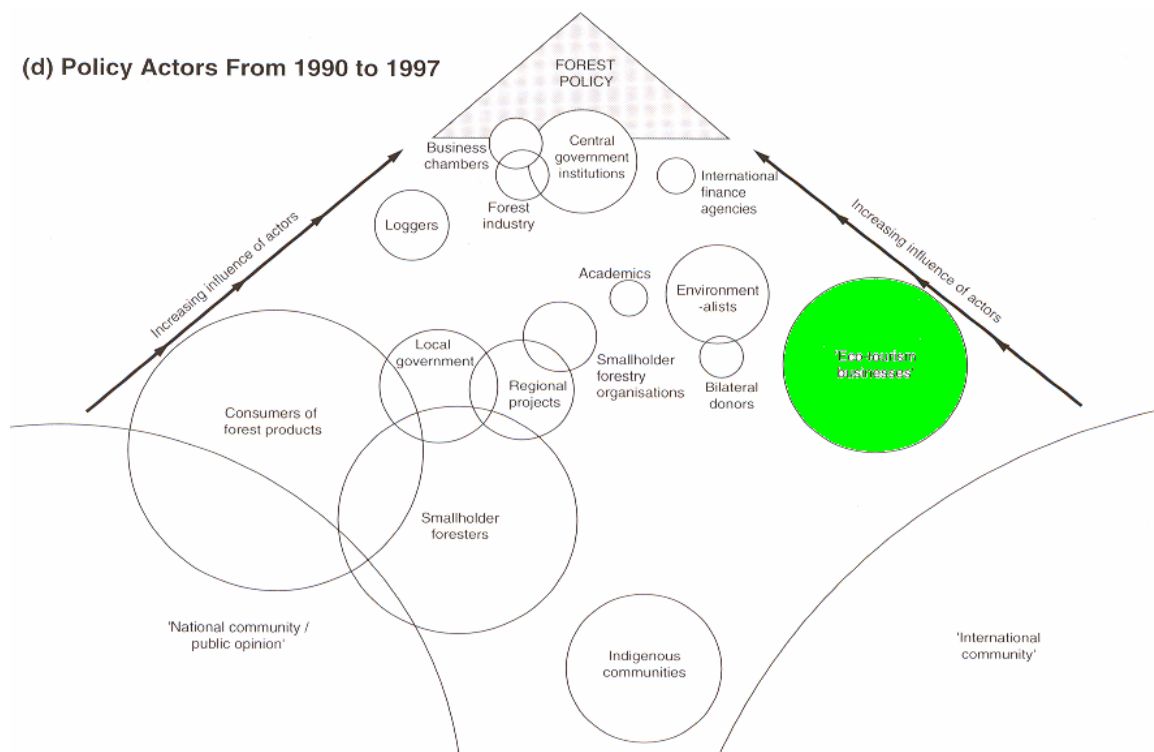 (d) Policy Actors From 1990 to 1997
FOREST
POLICY
Business
chambers
Central
government
institutions
International
finance
agencies
Forest
industry
Loggers
Increasing influence of actors
Increasing influence of actors
Academics
Environment
-alists
'Eco-tourism
businesses'
Local
government
Regional
projects
Smallholder
forestry
organisations
Bilateral
donors
Consumers of
forest products
Smallholder
foresters
'National community /
public opinion'
Indigenous
communities
'International
community'